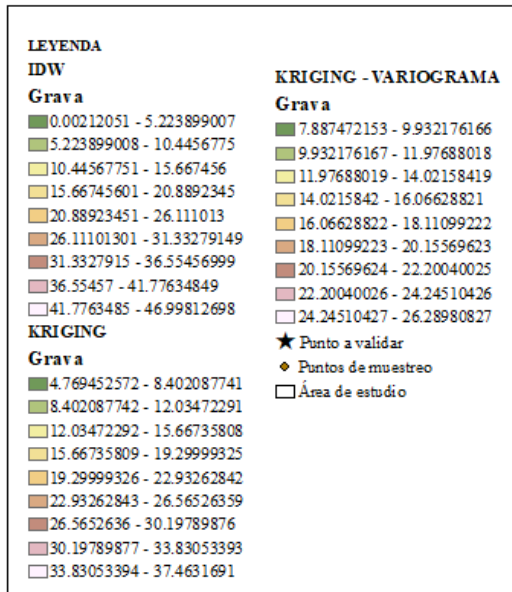 LEYENDA
IDW
Grava
0.00212051 - 5.223899007
5.223899008 - 10.4456775
10.44567751 - 15.667456
15.66745601 - 20.8892345
20.88923451 - 26.111013
26.11101301 - 31.33279149
31.3327915 - 36.55456999
36.55457 - 41.77634849
41.7763485 - 46.99812698
KRIGING
Grava
4.769452572 - 8.402087741
8.402087742 - 12.03472291
12.03472292 - 15.66735808
15.66735809 - 19.29999325
19.29999326 - 22.93262842
22.93262843 - 26.56526359
26.5652636 - 30.19789876
30.19789877 - 33.83053393
33.83053394 - 37.4631691
KRIGING - VARIOGRAMA
Grava
7.887472153 - 9.932176166
9.932176167 - 11.97688018
11.97688019 - 14.02158419
14.0215842 - 16.06628821
16.06628822 - 18.11099222
18.11099223 - 20.15569623
20.15569624 - 22.20040025
22.20040026 - 24.24510426
24.24510427 - 26.28980827
Punto a validar
Puntos de muestreo
Área de estudio